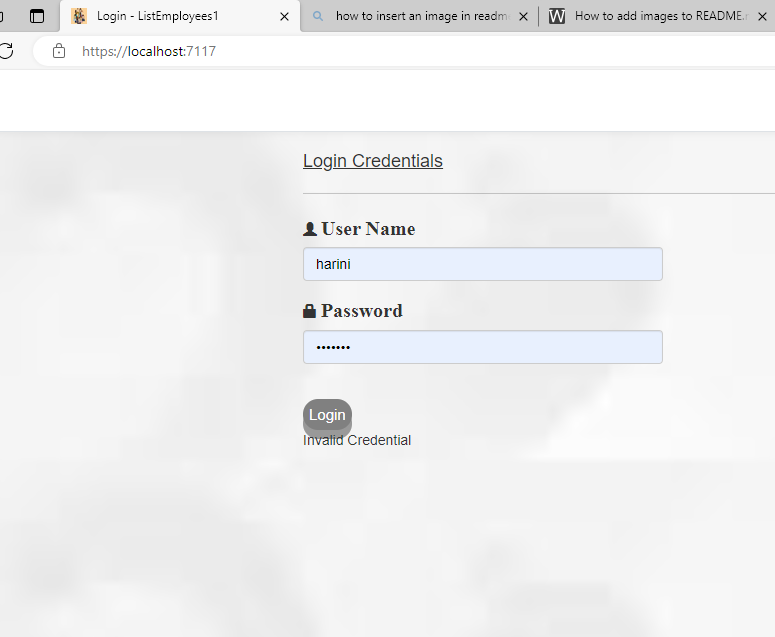 Login - ListEmployees1
how to insert an image in readm
How to add images to README.
https://localhost:7117
Login Credentials
User Name
harini
Password
•••••••
Login
Invalid Credential